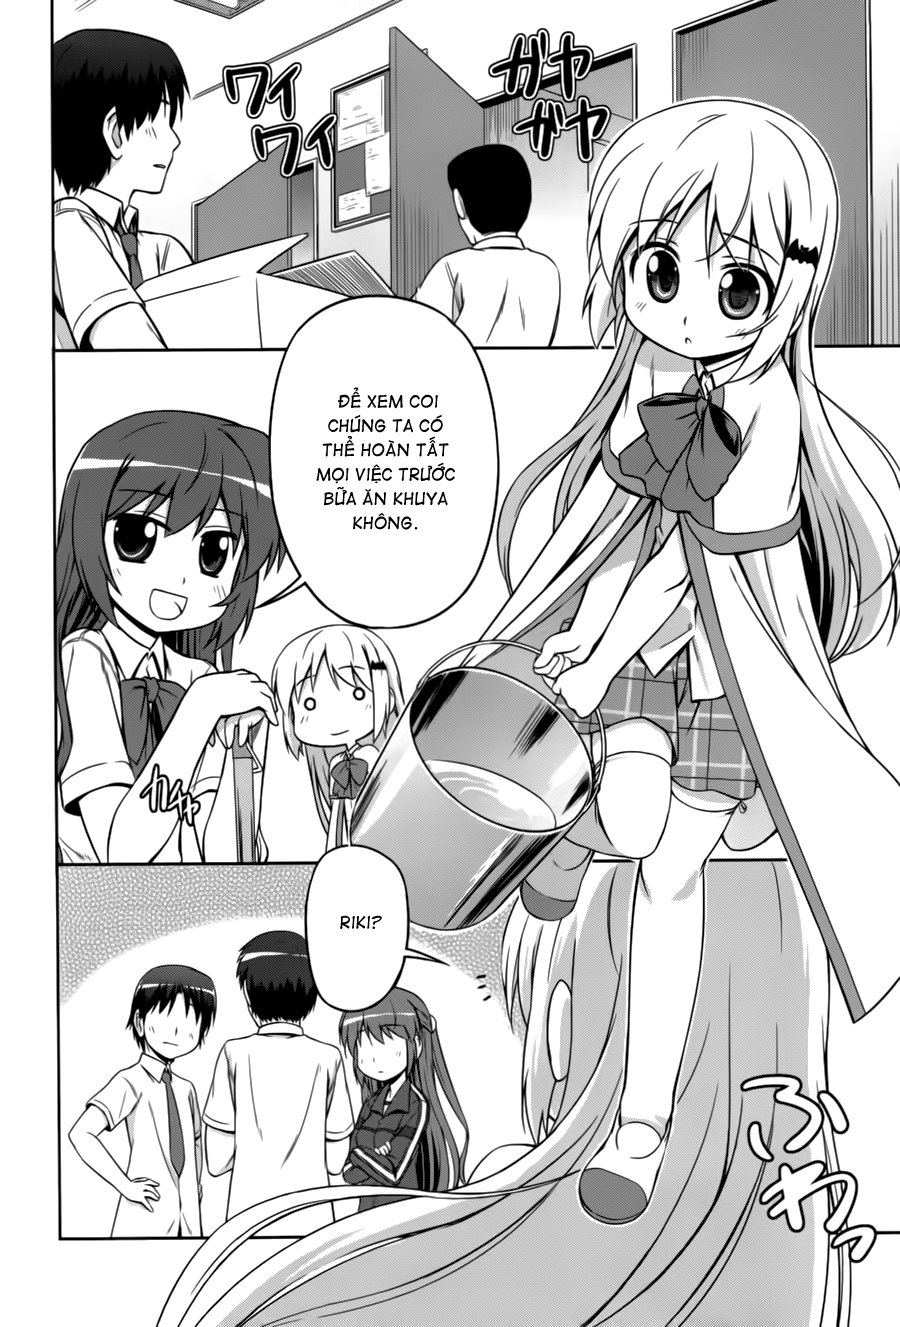 ワイ
ワイ
ガヤ
ガヤ
ĐỂ XEM COI
CHÚNG TA CÓ
THỂ HOÀN TẤT
MỌI VIỆC TRƯỚC
BỮA ĂN KHUYA
KHÔNG.
ガチャ
RIKI?
ふわっ